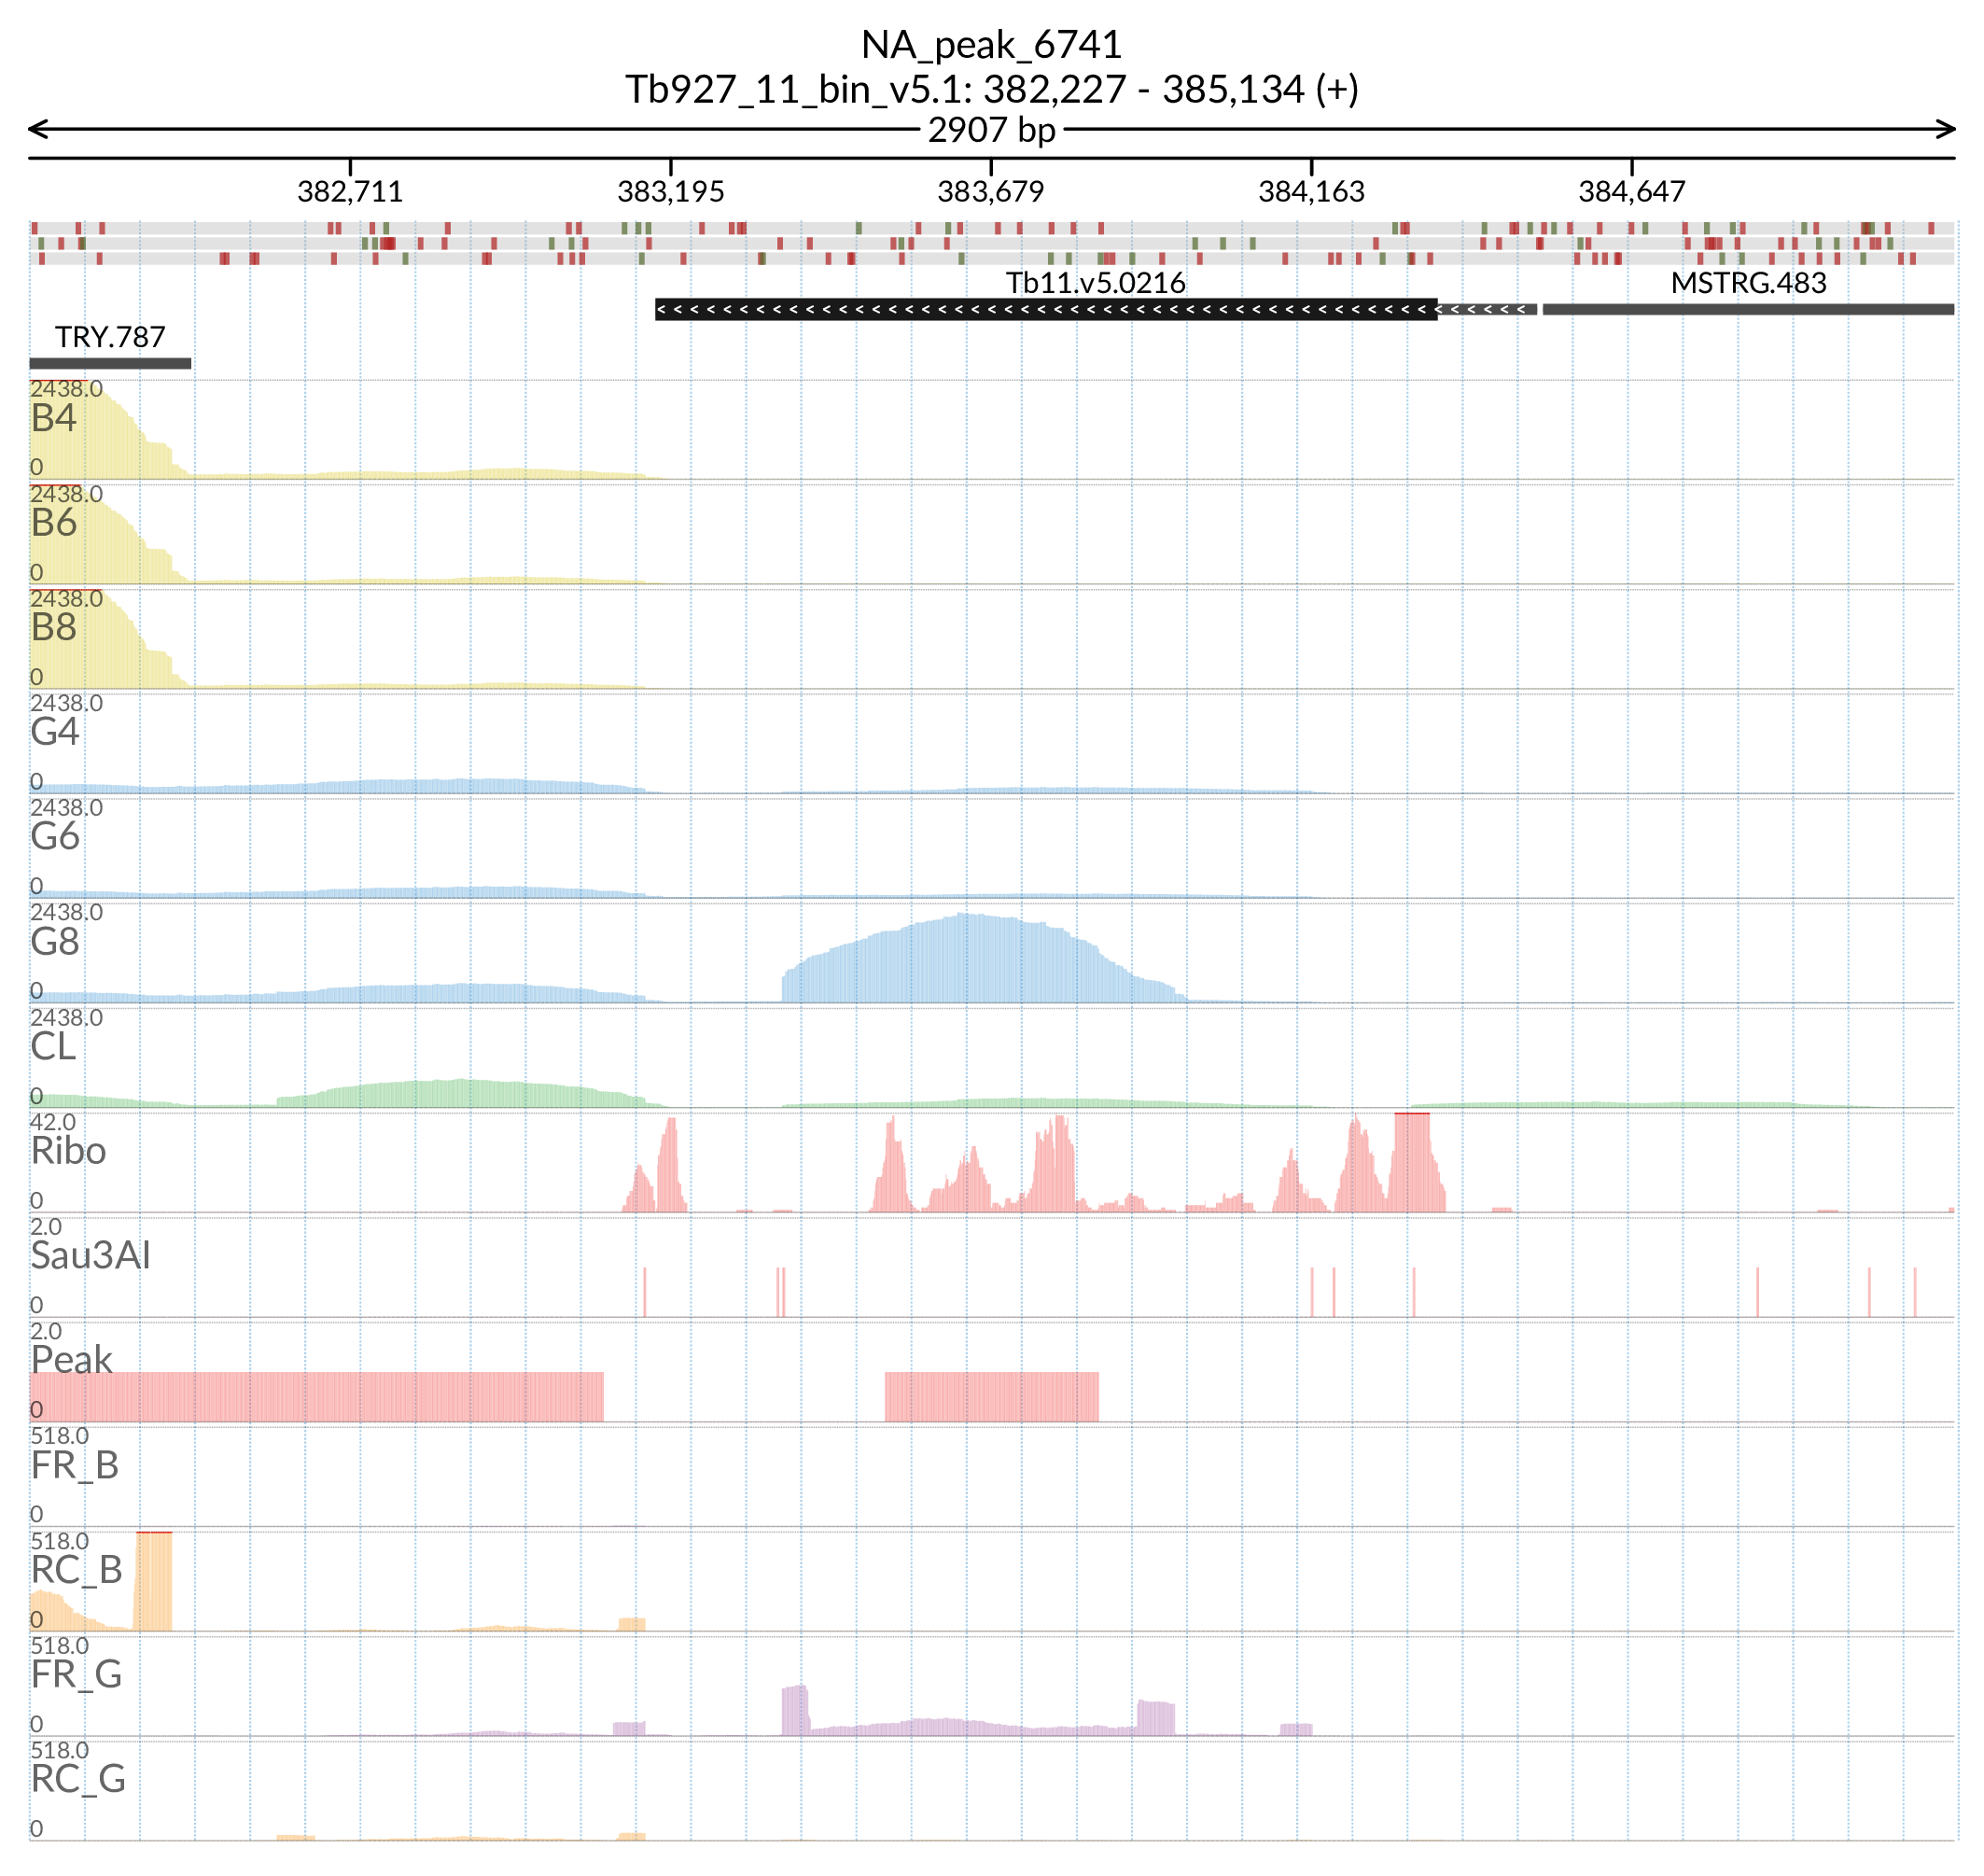 NA_peak_6741
Tb927_11_bin_v5.1: 382,227 - 385,134 (+)
2907 bp
382,711 383,195 383,679 384,163 384,647
Tb11.v5.0216 MSTRG.483
TRY.787
2438.0
B4
0
2438.0
B6
0
2438.0
B8
0
2438.0
G4
0
2438.0
G6
0
2438.0
G8
0
2438.0
CL
0
42.0
Ribo
0
2.0
Sau3AI
0
2.0
Peak
0
518.0
FR_B
0
518.0
RC_B
0
518.0
FR_G
0
518.0
RC_G
0